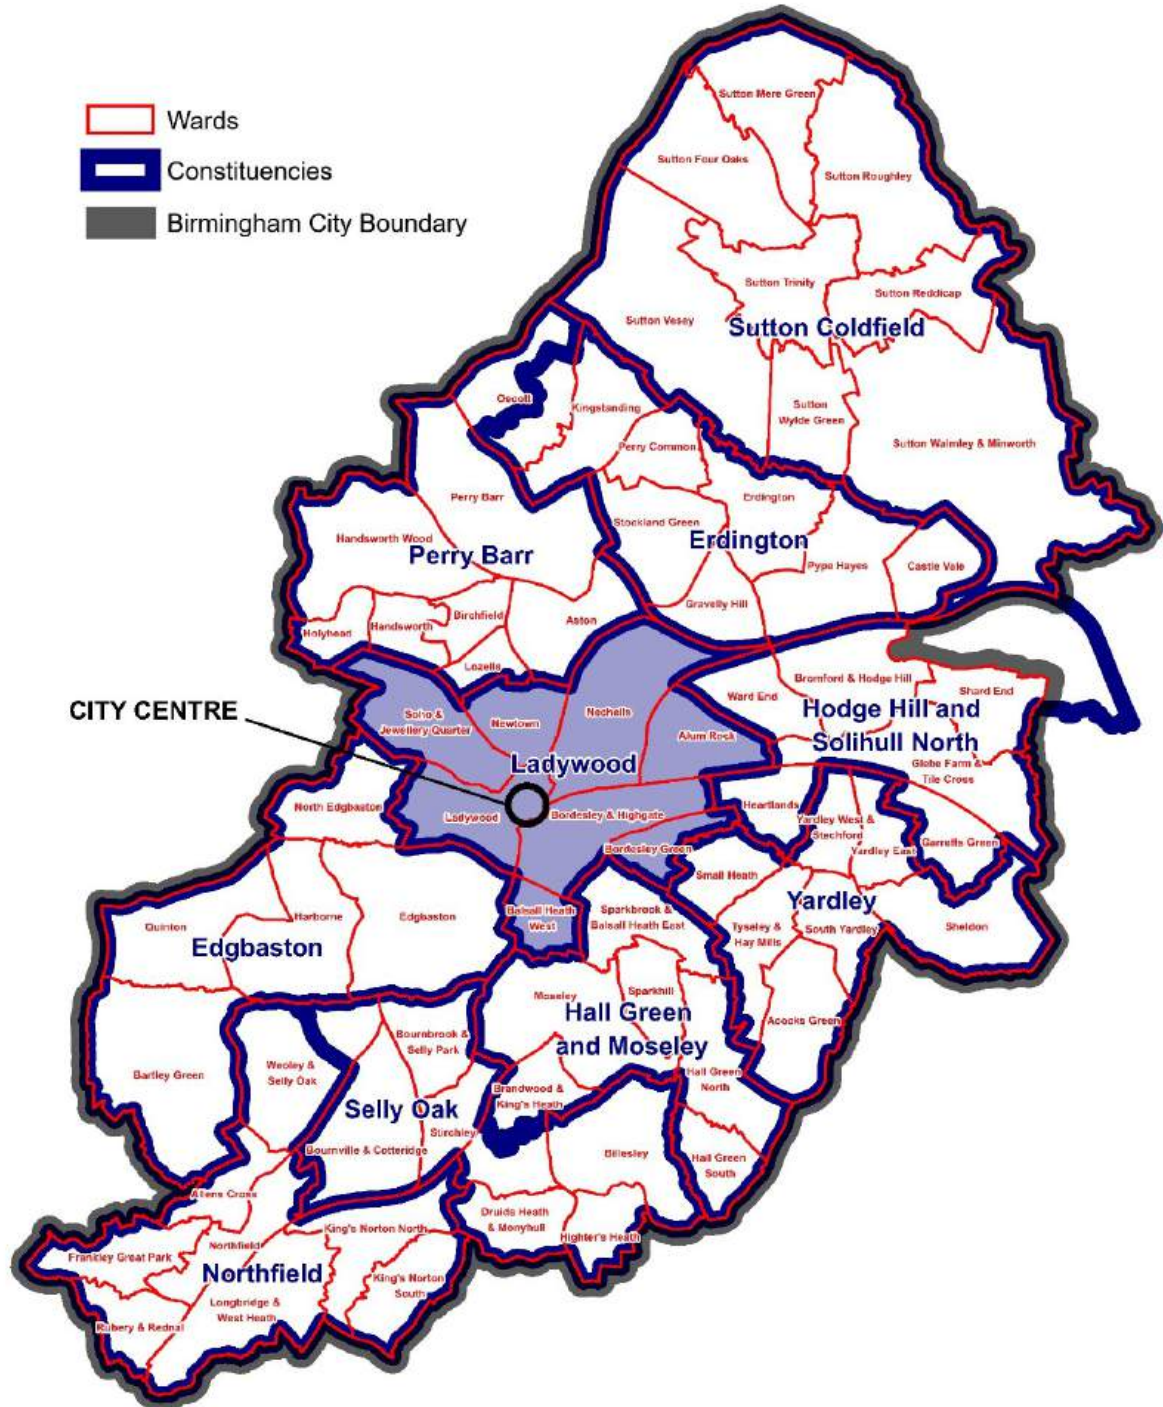 Wards
Constituencies
Birmingham City Boundary
Sutton Mere Green
Sutton Four Oaks
Sutton Roughley
Sutton Trinity
Sutton Reddicap
Sutton Vesey
Sutton Coldfield
Sutton
Wylde Green
Sutton Walmley & Minworth
Oscott
Kingstanding
Perry Common
Perry Barr
Erdington
Stockland Green
Handsworth Wood
Erdington
Perry Barr
Pype Hayes
Castle Vale
Gravelly Hill
Birchfield
Aston
Holyhead
Handsworth
Lozells
Bromford & Hodge Hill
Ward End
Shard End
CITY CENTRE
Soho &
Jewellery Quarter
Newtown
Nechells
Alum Rock
Hodge Hill and
Solihull North
Ladywood
Glebe Farm &
Tile Cross
North Edgbaston
Ladywood
Bordesley & Highgate
Heartlands
Yardley West &
Stechford
Bordesley Green
Yardley East
Garretts Green
Small Heath
Yardley
Quinton
Harborne
Edgbaston
Balsall Heath
West
Sparkbrook &
Balsall Heath East
Tyseley &
Hay Mills
South Yardley
Sheldon
Edgbaston
Moseley
Sparkhill
Hall Green
and Moseley
Acocks Green
Bartley Green
Weoley &
Selly Oak
Bournbrook &
Selly Park
Brandwood &
King's Heath
Hall Green
North
Selly Oak
Stirchley
Bournville & Cotteridge
Billesley
Hall Green
South
Allens Cross
Druids Heath
& Monyhull
King's Norton North
Highter's Heath
Northfield
Frankley Great Park
Northfield
King's Norton
South
Longbridge &
West Heath
Rubery & Rednal